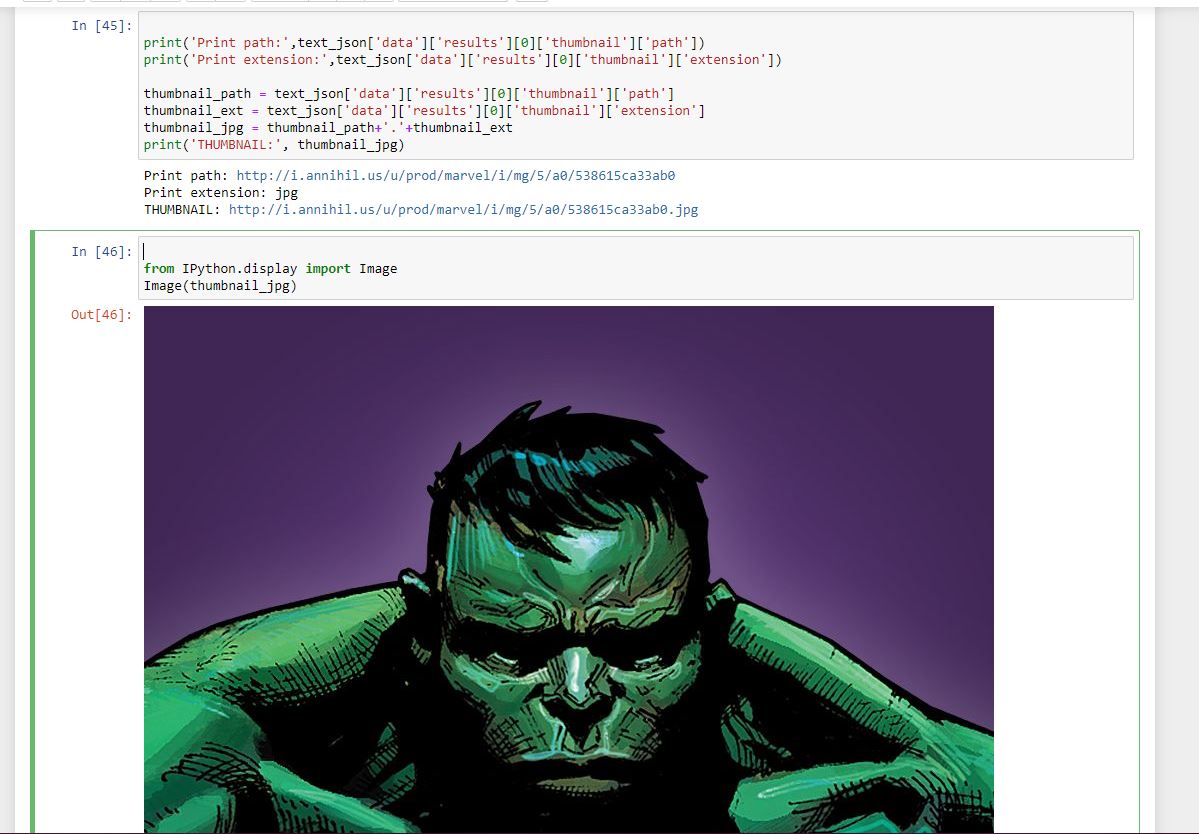 In [45]:
print('Print path:',text_json['data']['results'][0]['thumbnail']['path'])
print('Print extension:',text_json['data']['results'][0]['thumbnail']['extension'])
thumbnail_path = text_json['data']['results'][0]['thumbnail']['path']
thumbnail_ext = text_json['data']['results'][0]['thumbnail']['extension']
thumbnail_jpg = thumbnail_path+'.'+thumbnail_ext
print('THUMBNAIL:', thumbnail_jpg)
Print path: http://i.annihil.us/u/prod/marvel/i/mg/5/a0/538615ca33ab0
Print extension: jpg
THUMBNAIL: http://i.annihil.us/u/prod/marvel/i/mg/5/a0/538615ca33ab0.jpg
In [46]:
from IPython.display import Image
Image(thumbnail_jpg)
Out[46]: